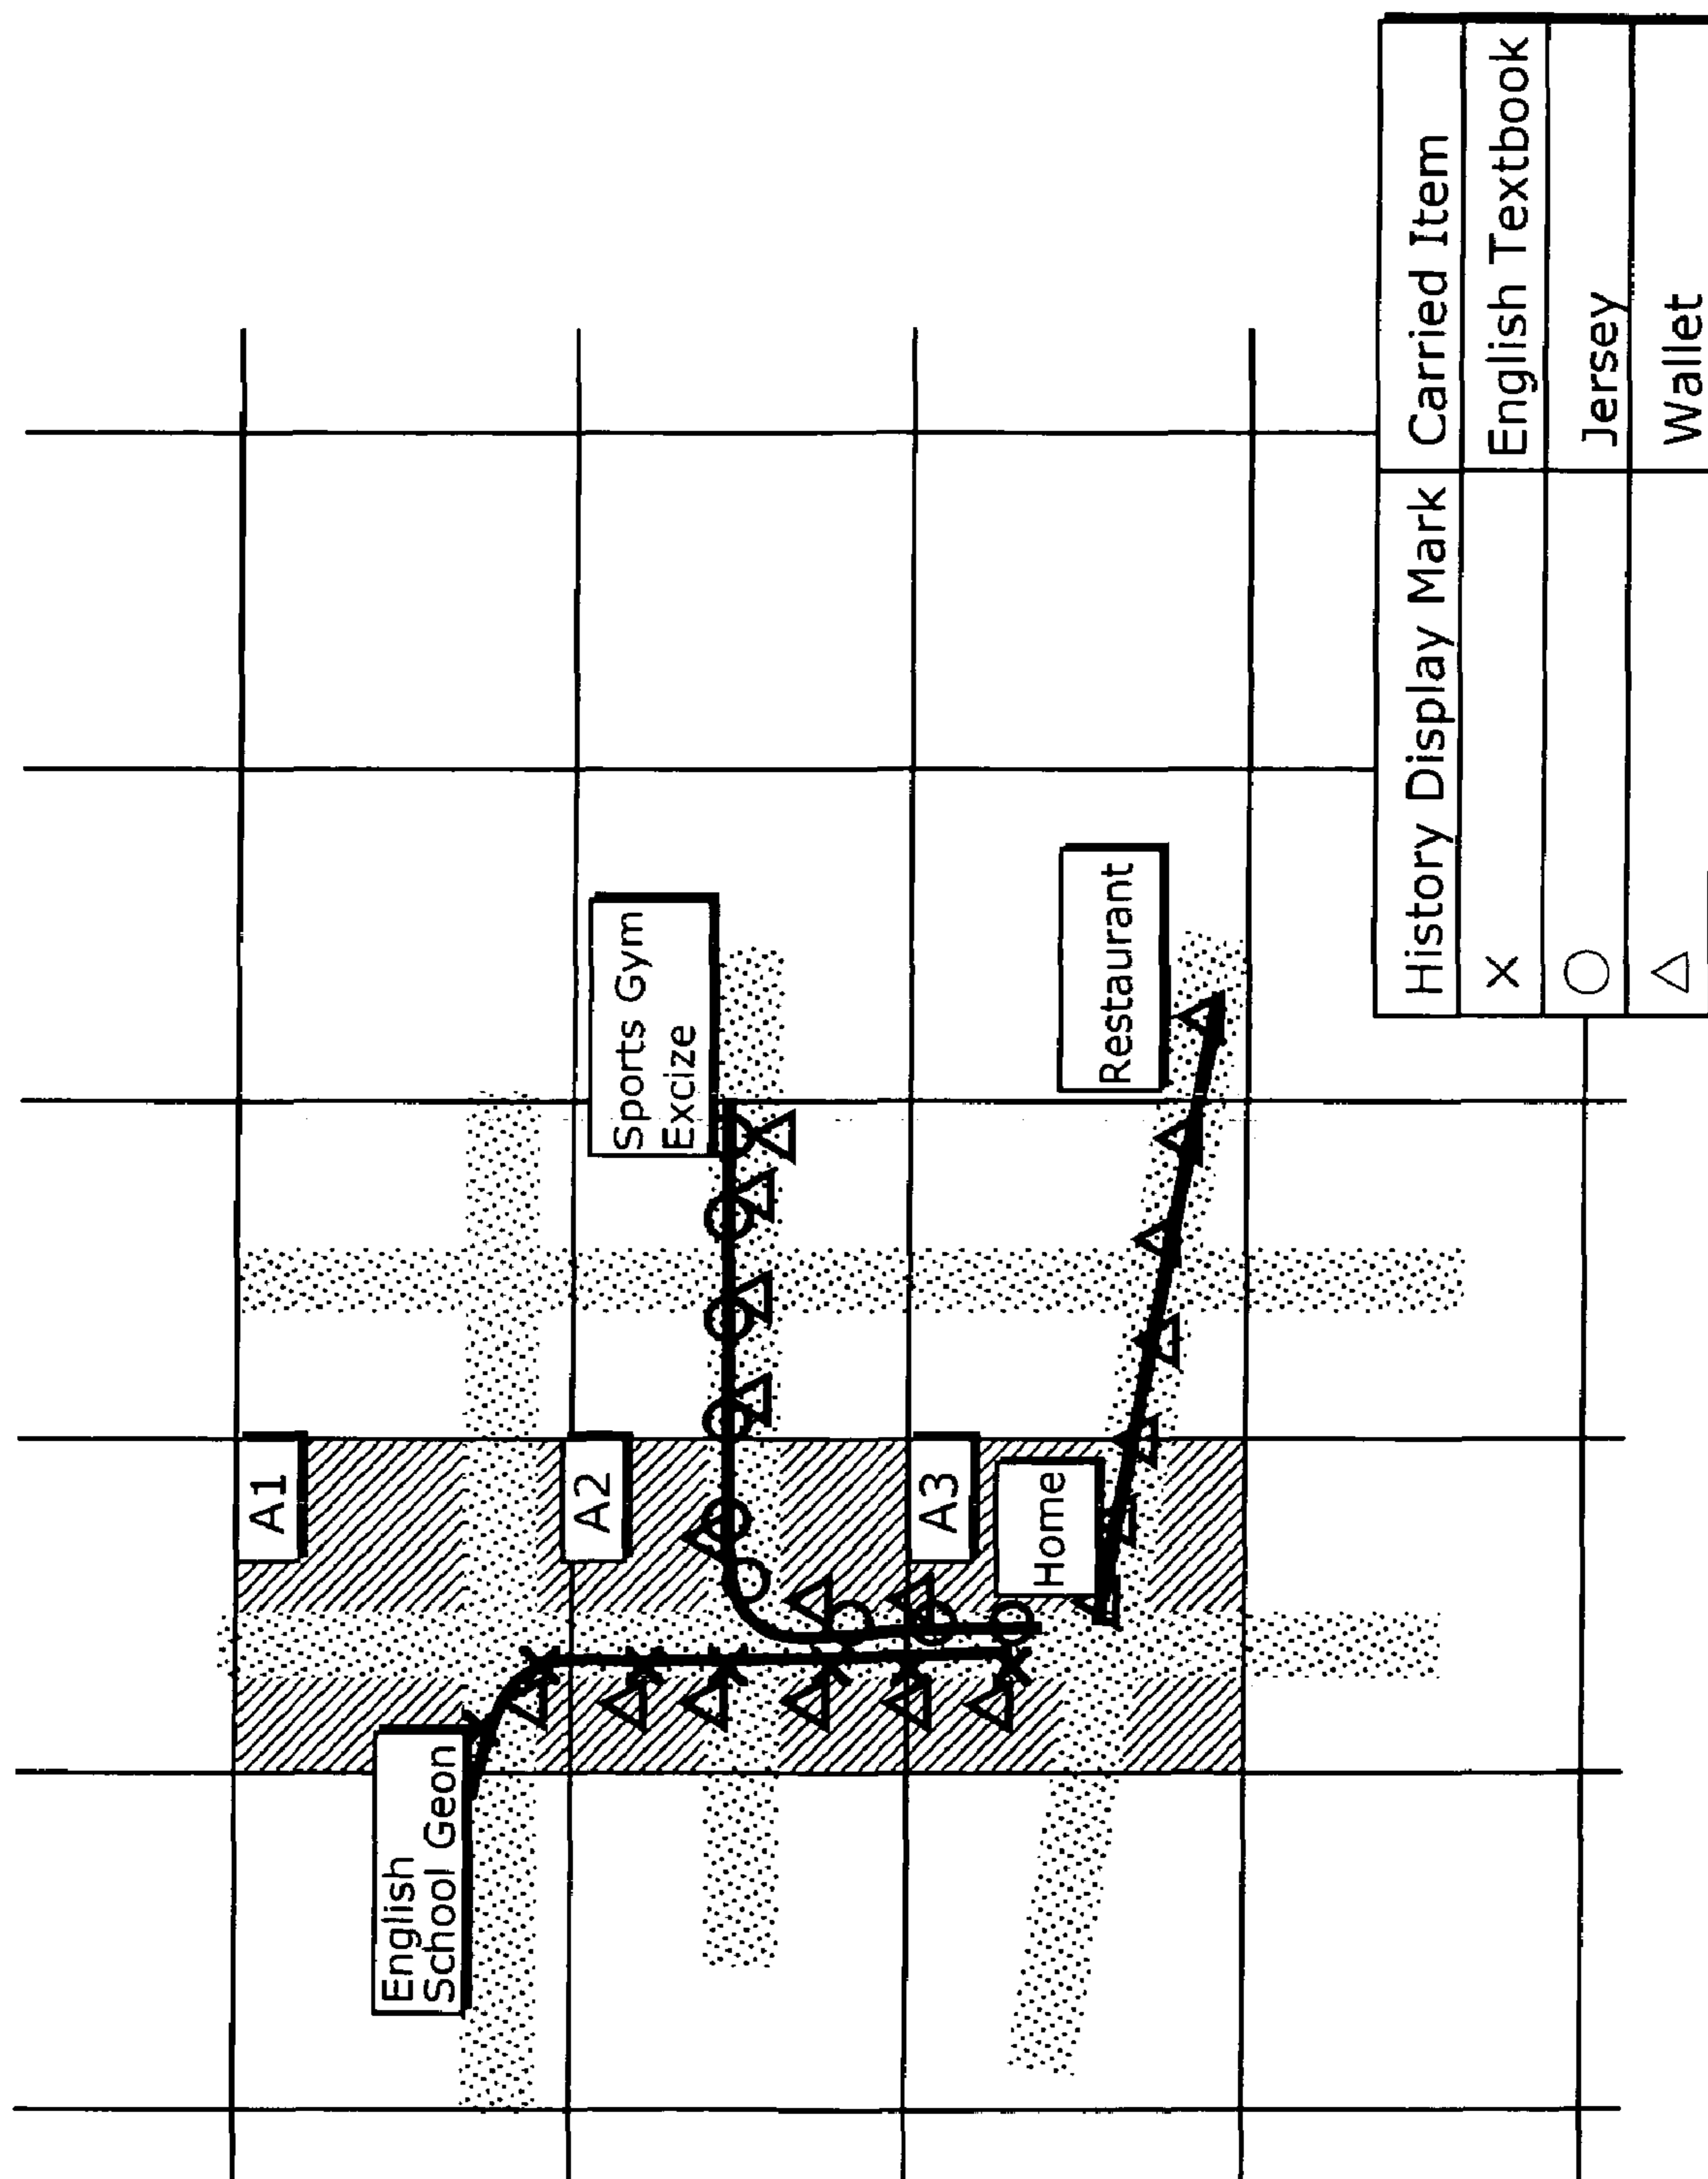 English
School Geon
A1
A2
A3
Sports Gym
Excize
Home
Restaurant
History Display Mark Carried Item
X English Textbook
○ Jersey
△ Wallet